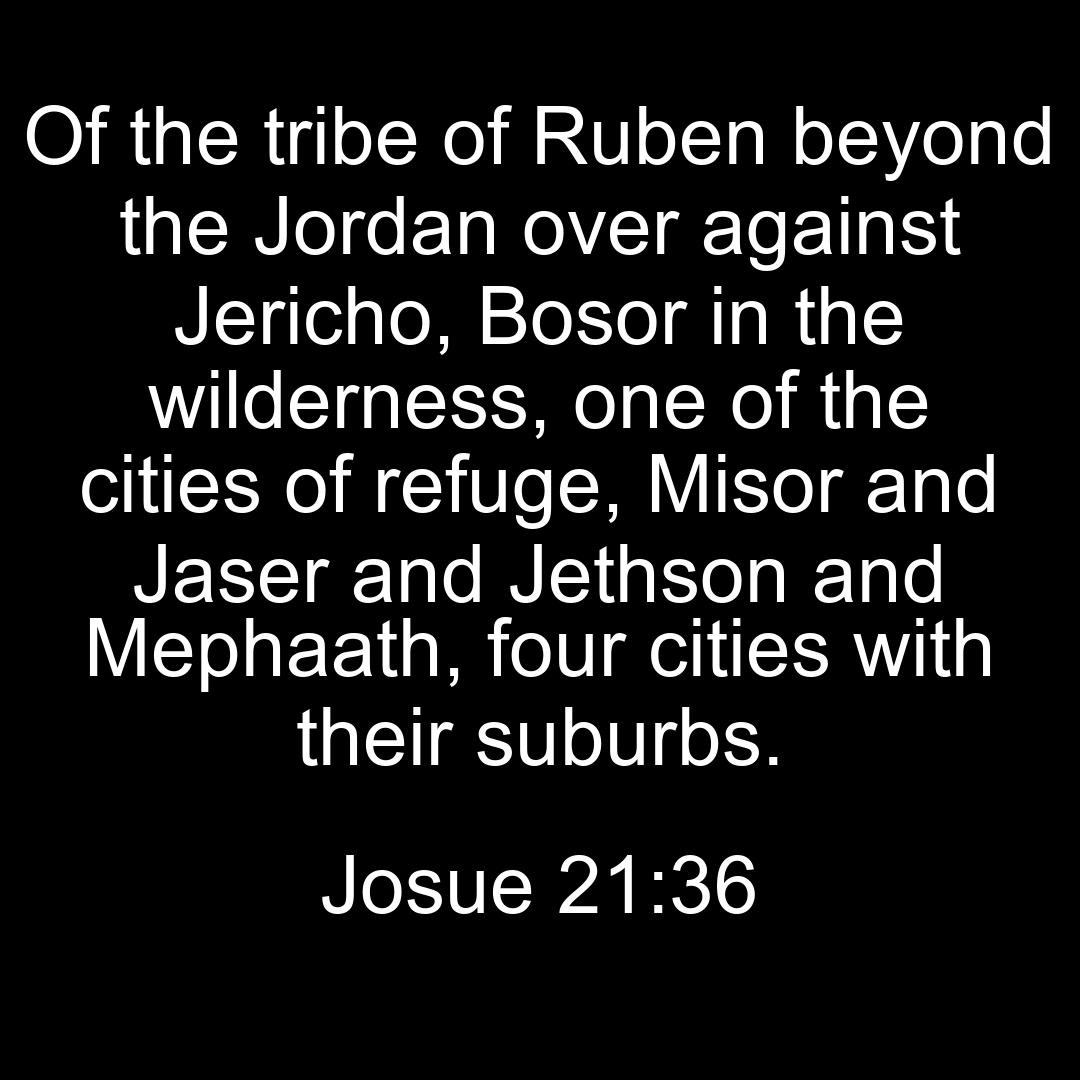 Of the tribe of Ruben beyond
the Jordan over against
Jericho, Bosor in the
wilderness, one of the
cities of refuge, Misor and
Jaser and Jethson and
Mephaath, four cities with
their suburbs.
Josue 21:36